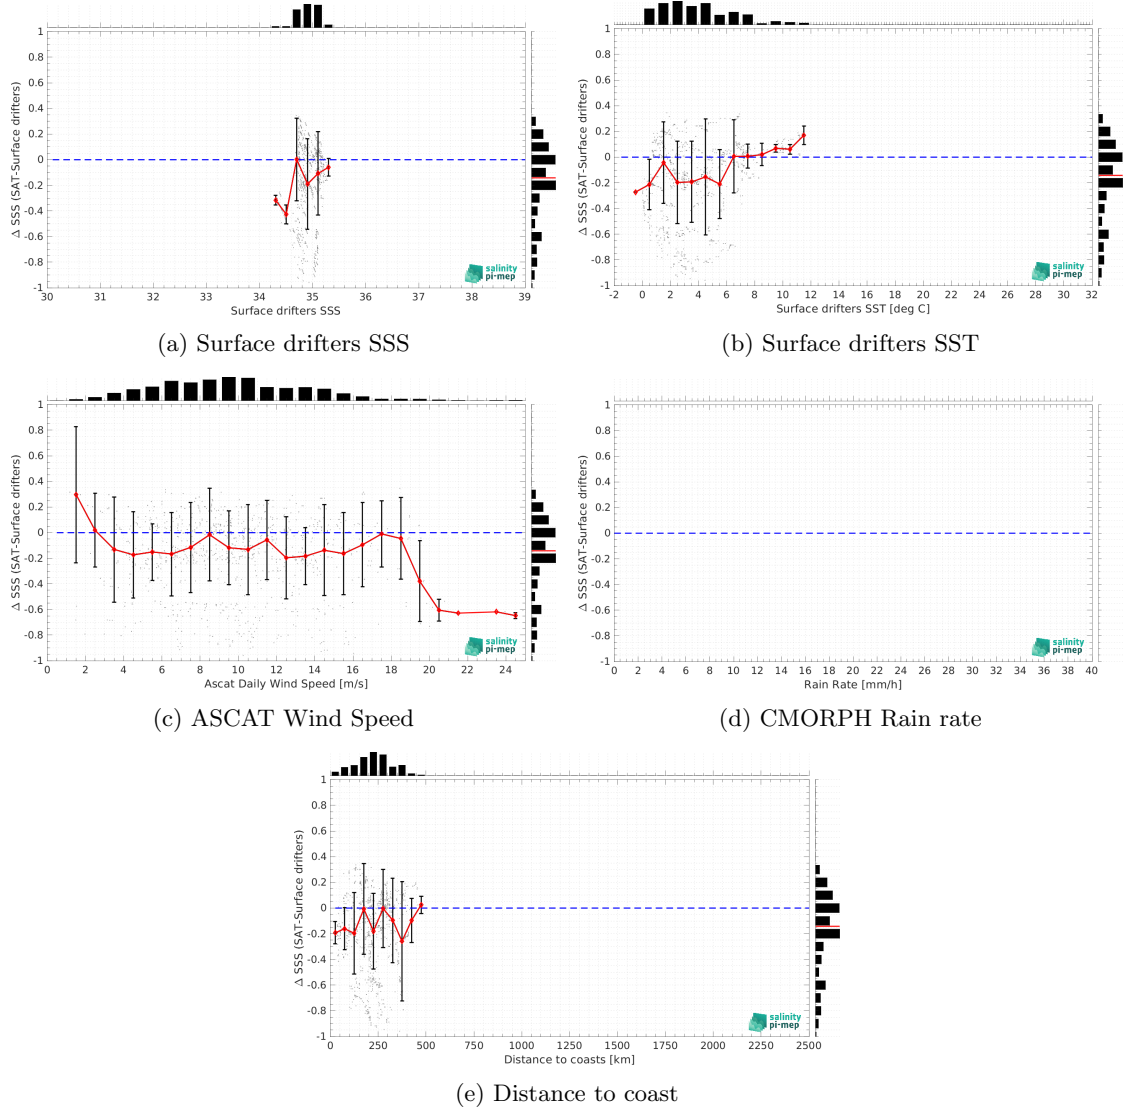 1
0.8
0.6
0.4
0.2
0
-0.2
-0.4
-0.6
-0.8
-1
Δ SSS (SAT-Surface drifters)
30 31 32 33 34 35 36 37 38 39
Surface drifters SSS
salinity
pi-mep
(a) Surface drifters SSS
1
0.8
0.6
0.4
0.2
0
-0.2
-0.4
-0.6
-0.8
-1
Δ SSS (SAT-Surface drifters)
-2 0 2 4 6 8 10 12 14 16 18 20 22 24 26 28 30 32
Surface drifters SST [deg C]
salinity
pi-mep
(b) Surface drifters SST
1
0.8
0.6
0.4
0.2
0
-0.2
-0.4
-0.6
-0.8
-1
Δ SSS (SAT-Surface drifters)
0 2 4 6 8 10 12 14 16 18 20 22 24
Ascat Daily Wind Speed [m/s]
salinity
pi-mep
(c) ASCAT Wind Speed
1
0.8
0.6
0.4
0.2
0
-0.2
-0.4
-0.6
-0.8
-1
Δ SSS (SAT-Surface drifters)
0 2 4 6 8 10 12 14 16 18 20 22 24 26 28 30 32 34 36 38 40
Rain Rate [mm/h]
salinity
pi-mep
(d) CMORPH Rain rate
1
0.8
0.6
0.4
0.2
0
-0.2
-0.4
-0.6
-0.8
-1
Δ SSS (SAT-Surface drifters)
0 250 500 750 1000 1250 1500 1750 2000 2250 2500
Distance to coasts [km]
salinity
pi-mep
(e) Distance to coast